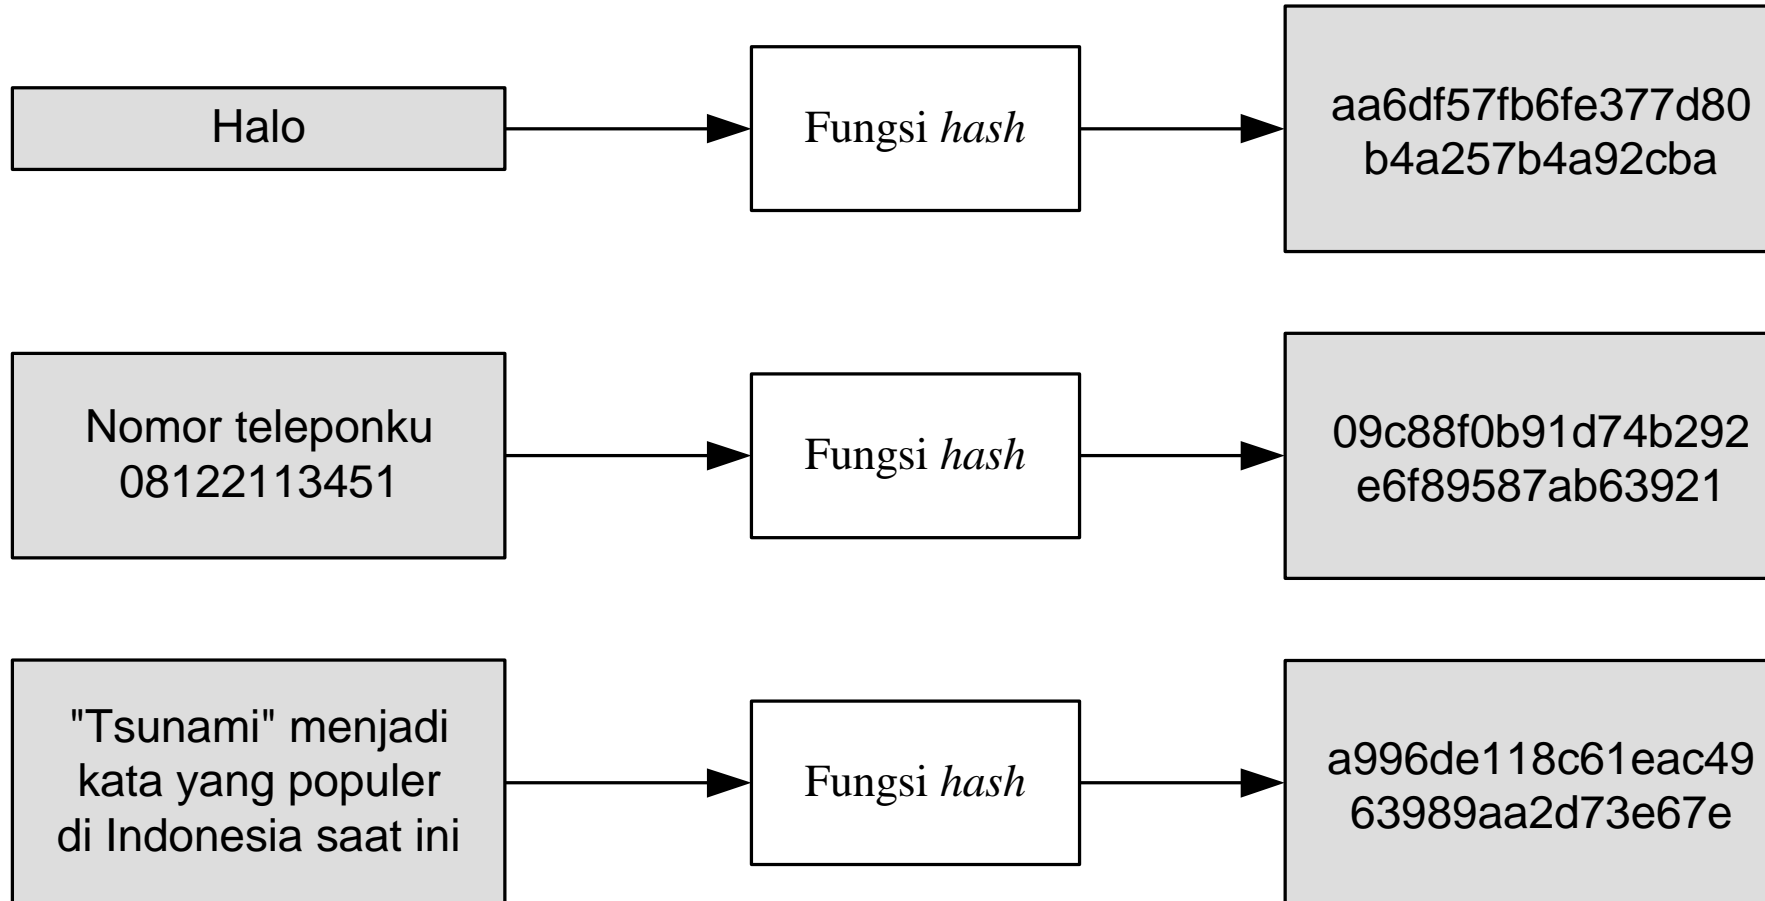 Halo
Fungsi hash
aa6df57fb6fe377d80
b4a257b4a92cba
Nomor teleponku
08122113451
Fungsi hash
09c88f0b91d74b292
e6f89587ab63921
"Tsunami" menjadi
kata yang populer
di Indonesia saat ini
Fungsi hash
a996de118c61eac49
63989aa2d73e67e